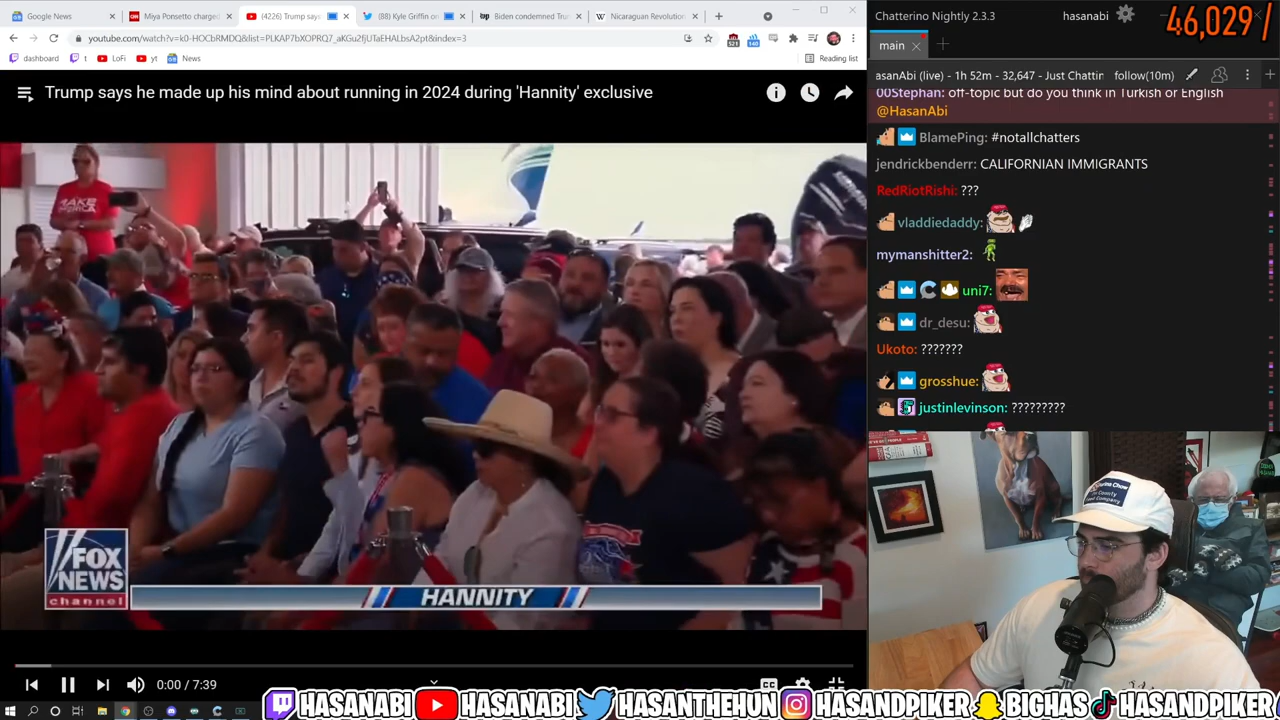 Google News
Miya Ponsetto charged
(4226) Trump says
(88) Kyle Griffin on
Biden condemned Trum
Nicaraguan Revolution
youtube.com/watch?v=k0-HOCbRMDQ&list=PLKAP7bXOPRQ7_aKGu2fjUTaEHALbsA2pt&index=3
521
140
dashboard
t
LoFi
yt
News
Reading list
Trump says he made up his mind about running in 2024 during 'Hannity' exclusive
MAKE
AMERICA
FOX
NEWS
channel
HANNITY
0:00 / 7:39
Chatterino Nightly 2.3.3
hasanabi
46,029 /
main
asanAbi (live) - 1h 52m - 32,647 - Just Chattin
follow(10m)
00Stephan: off-topic but do you think in Turkish or English
@HasanAbi
BlamePing: #notallchatters
jendrickbenderr: CALIFORNIAN IMMIGRANTS
RedRiotRishi: ???
vladdiedaddy:
mymanshitter2:
uni7:
dr_desu:
Ukoto: ???????
grosshue:
justinlevinson: ?????????
HASANABI
HASANABI
HASANTHEHUN
HASANDPIKER
BIGHAS
HASANDPIKER